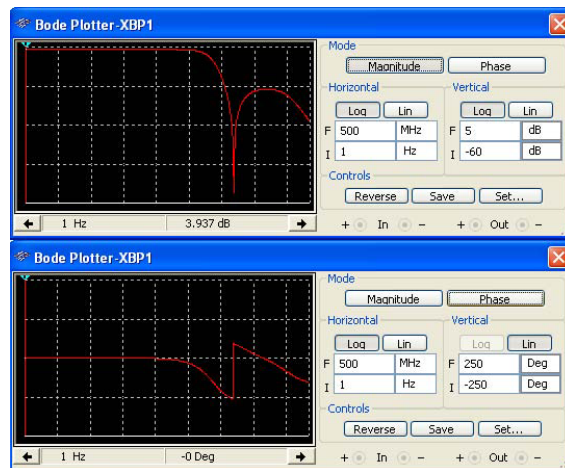 Bode Plotter-XBP1
Mode
Magnitude Phase
Horizontal Vertical
Log Lin Log Lin
F 500 MHz F 5 dB
I 1 Hz I -60 dB
Controls
Reverse Save Set...
1 Hz 3.937 dB + In - + Out -
Bode Plotter-XBP1
Mode
Magnitude Phase
Horizontal Vertical
Log Lin Log Lin
F 500 MHz F 250 Deg
I 1 Hz I -250 Deg
Controls
Reverse Save Set...
1 Hz -0 Deg + In - + Out -